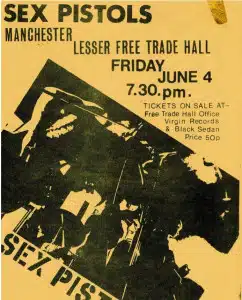 SEX PISTOLS
MANCHESTER
LESSER FREE TRADE HALL
FRIDAY
JUNE 4
7.30.pm.
TICKETS ON SALE AT-
Free Trade Hall Office
Virgin Records
& Black Sedan
Price 50p
SEX PIST